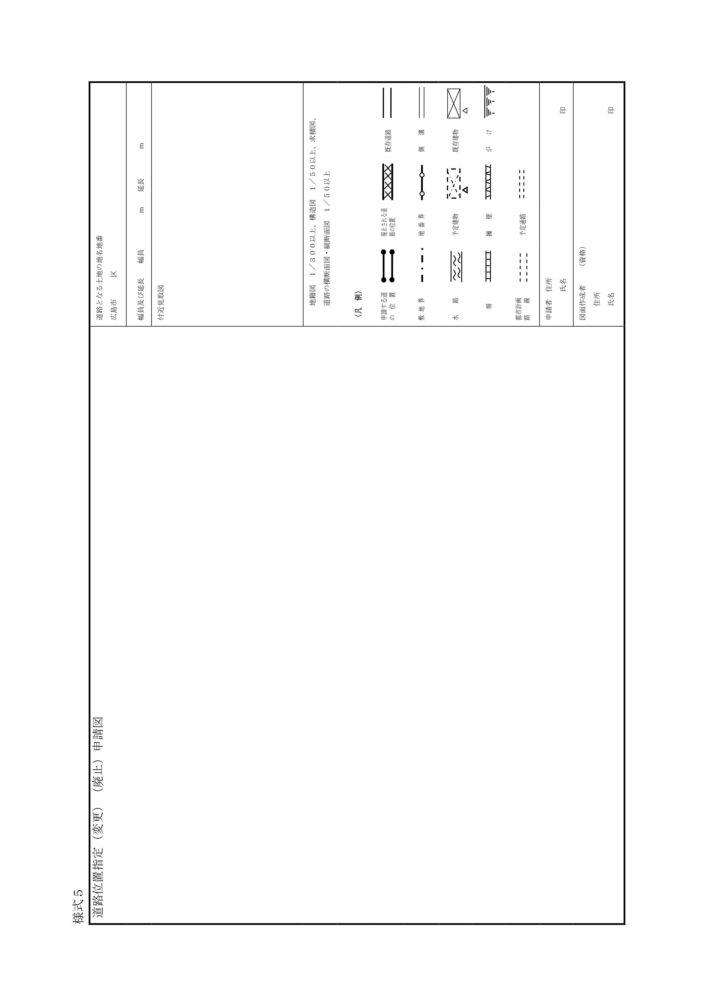 様式５
道路位置指定（変更）（廃止）申請図
道路となる土地の地名地番
広島市　　　区
幅員及び延長　　幅員　　　　　ｍ　　延長　　　　　ｍ
付近見取図
地籍図　１／３００以上、構造図　１／５０以上、求積図、
道路の横断面図・縦断面図　１／５０以上
〈凡　例〉
申請する道
の　位　置
廃止される道
路の位置
既存道路
敷 地 界
地 番 界
側　　溝
水　　路
予定建物
既存建物
塀
擁　　壁
が　　け
都市計画
路　　線
予定通路
申請者　住所
氏名　　　　　　　　　　印
図面作成者　　（資格）
住所
氏名　　　　　　　　　　印